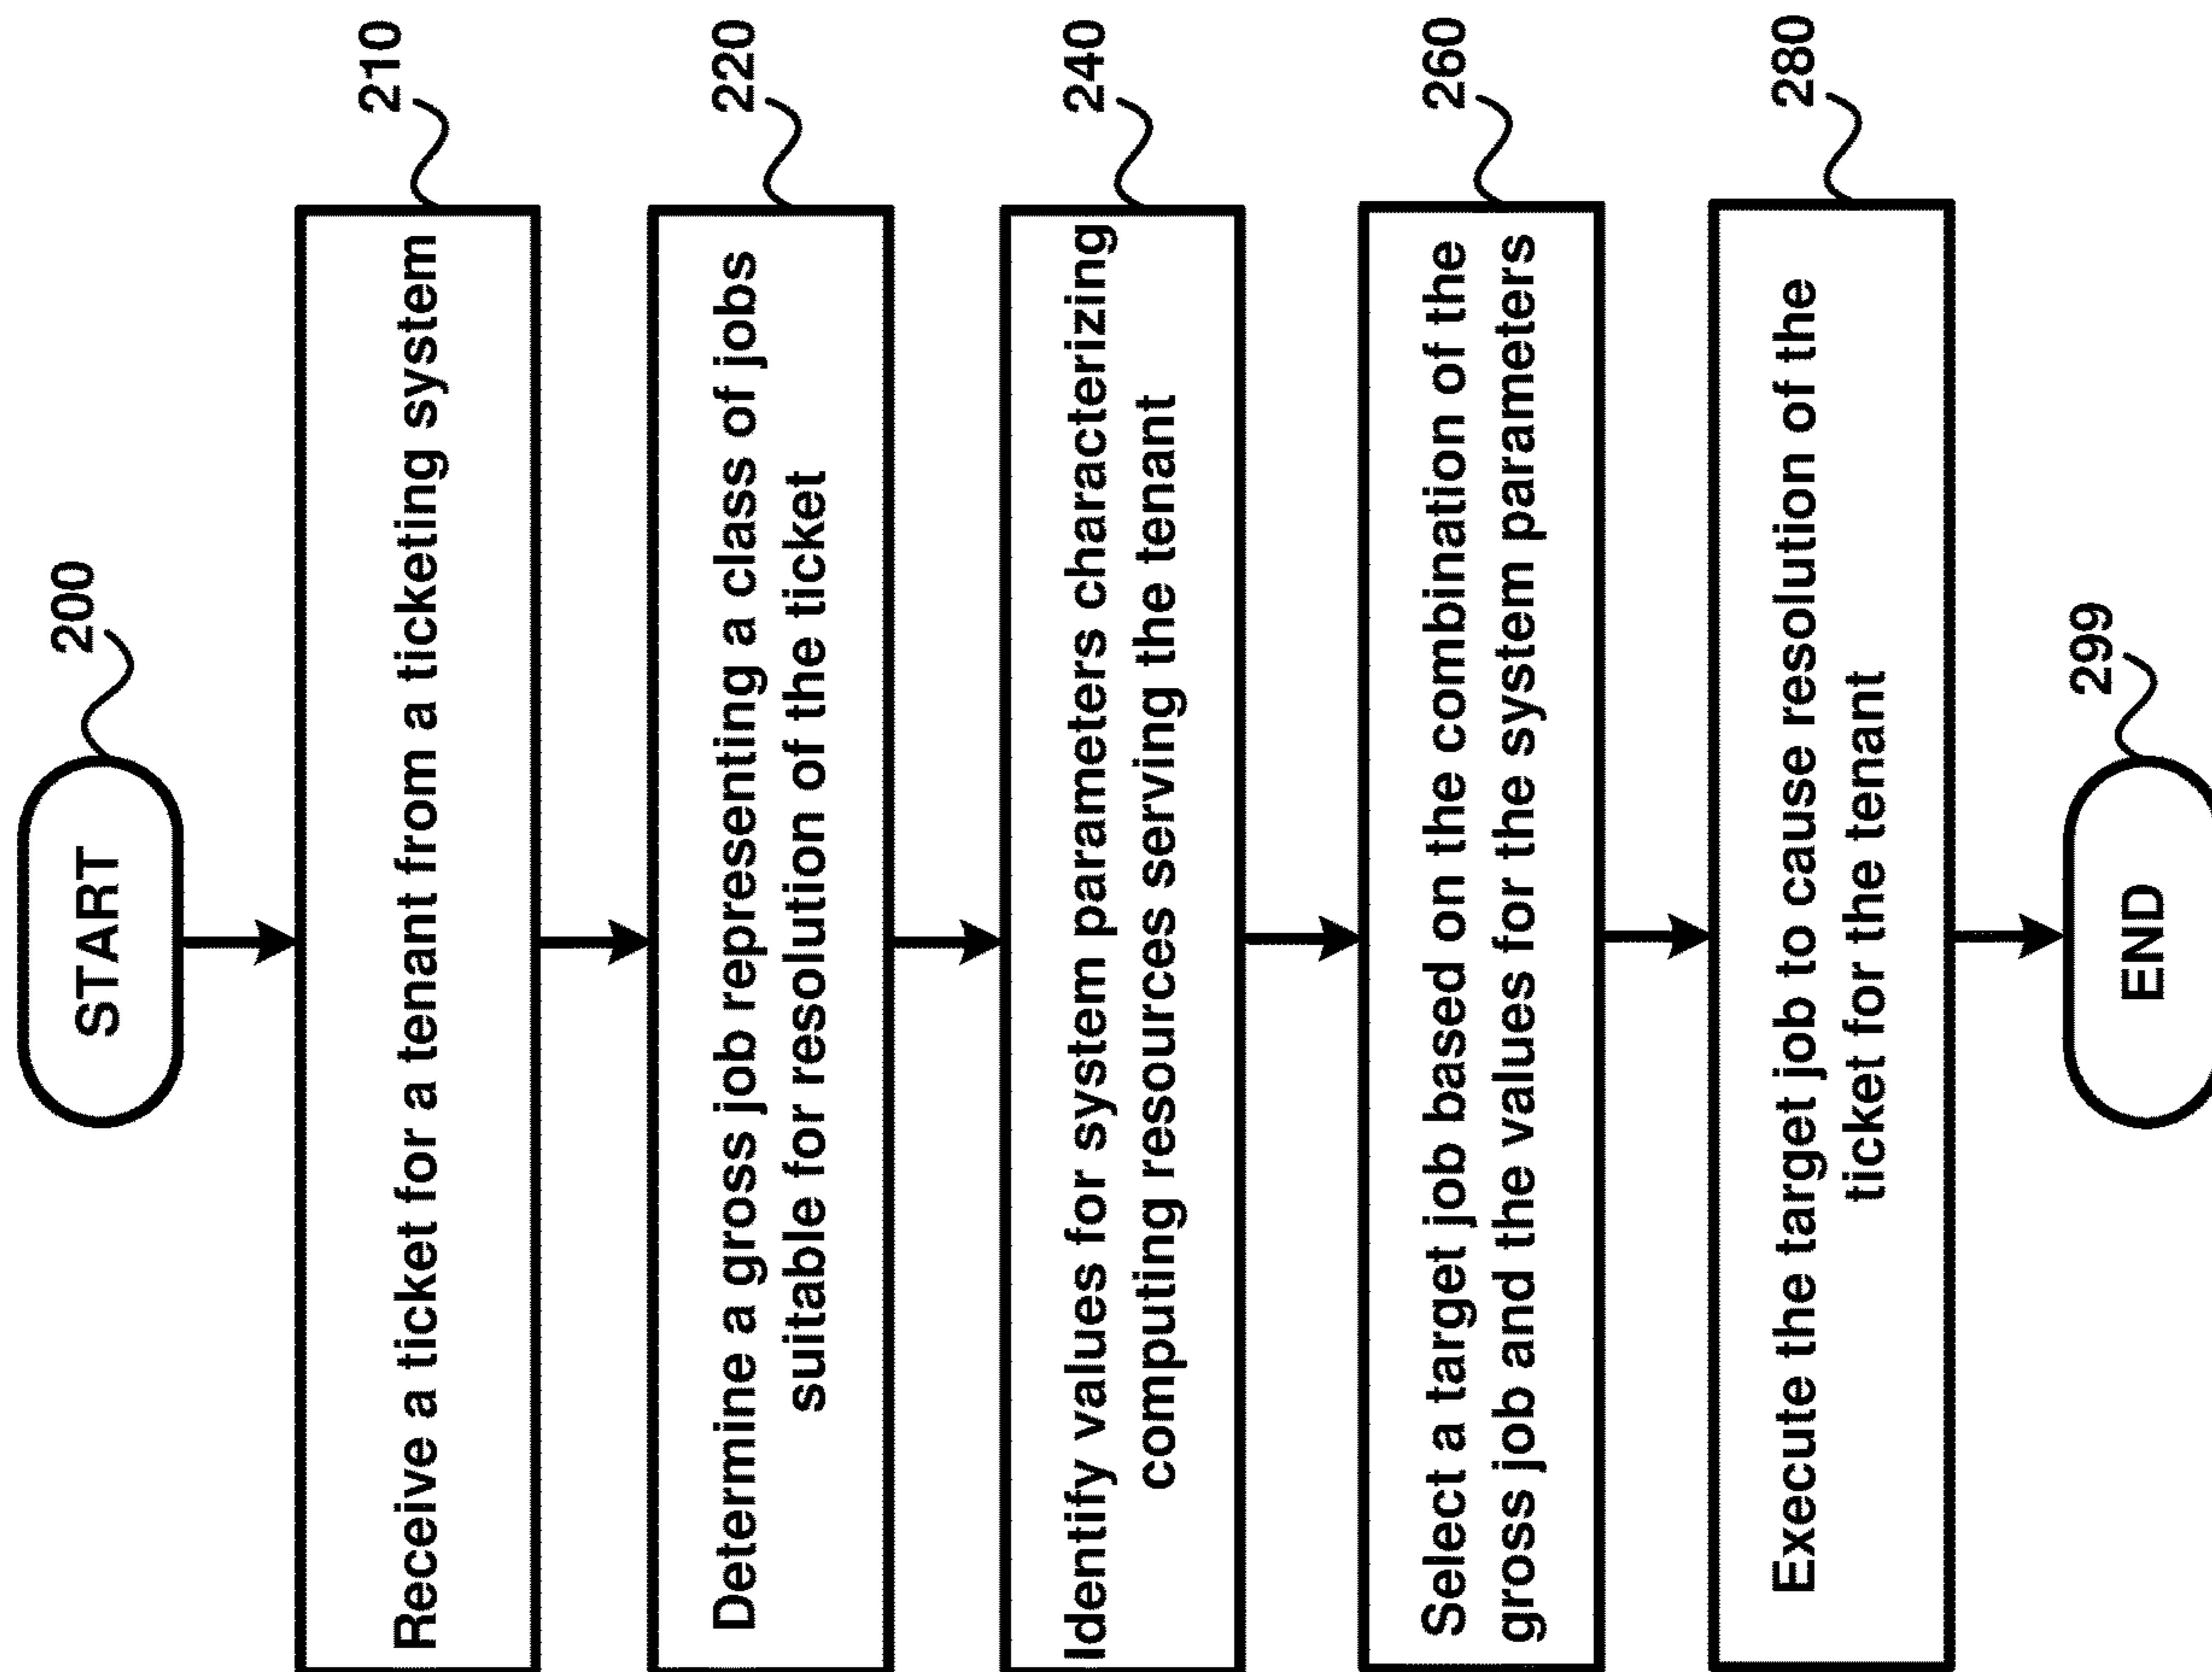 200
START
210
Receive a ticket for a tenant from a ticketing system
220
Determine a gross job representing a class of jobs
suitable for resolution of the ticket
240
Identify values for system parameters characterizing
computing resources serving the tenant
260
Select a target job based on the combination of the
gross job and the values for the system parameters
280
Execute the target job to cause resolution of the
ticket for the tenant
299
END